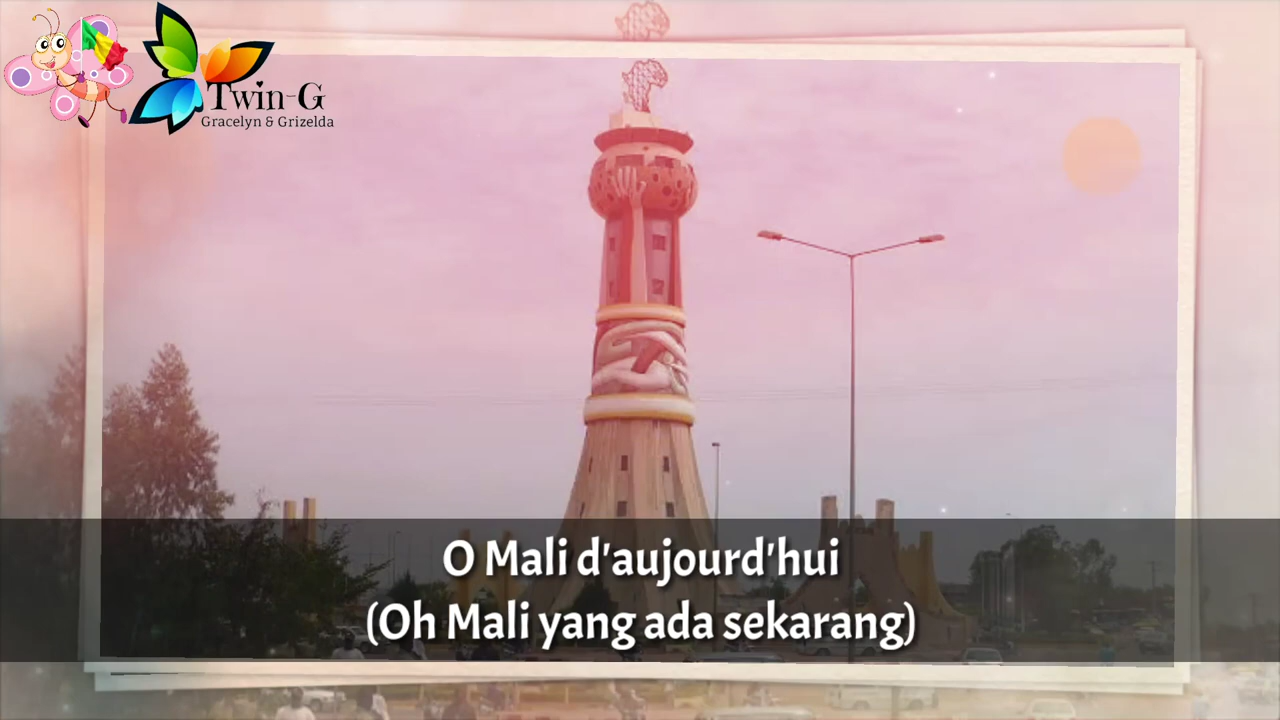 Twin-G
Gracelyn & Grizelda
O Mali d'aujourd'hui
(Oh Mali yang ada sekarang)